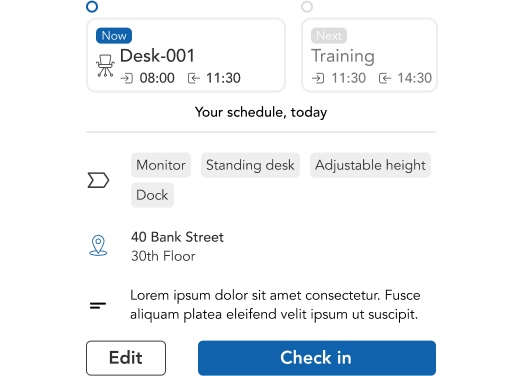 Now
Desk-001
08:00 11:30
Next
Training
11:30 14:30
Your schedule, today
Monitor Standing desk Adjustable height
Dock
40 Bank Street
30th Floor
Lorem ipsum dolor sit amet consectetur. Fusce
aliquam platea eleifend velit ipsum ut suscipit.
Edit Check in